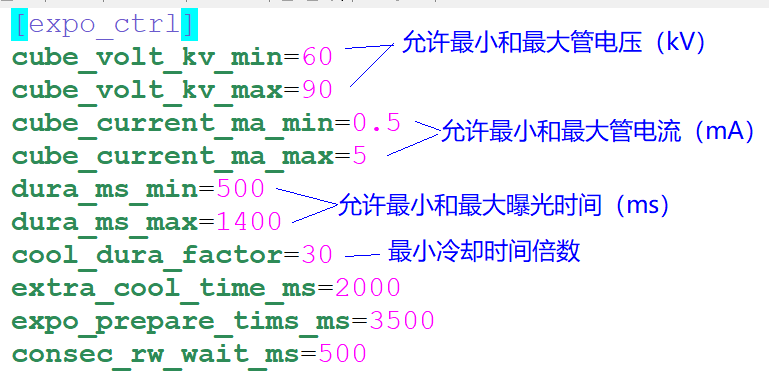 [expo_ctrl]
cube_volt_kv_min=60
允许最小和最大管电压（kV）
cube_volt_kv_max=90
cube_current_ma_min=0.5
允许最小和最大管电流（mA）
cube_current_ma_max=5
dura_ms_min=500
允许最小和最大曝光时间（ms）
dura_ms_max=1400
cool_dura_factor=30
最小冷却时间倍数
extra_cool_time_ms=2000
expo_prepare_tims_ms=3500
consec_rw_wait_ms=500